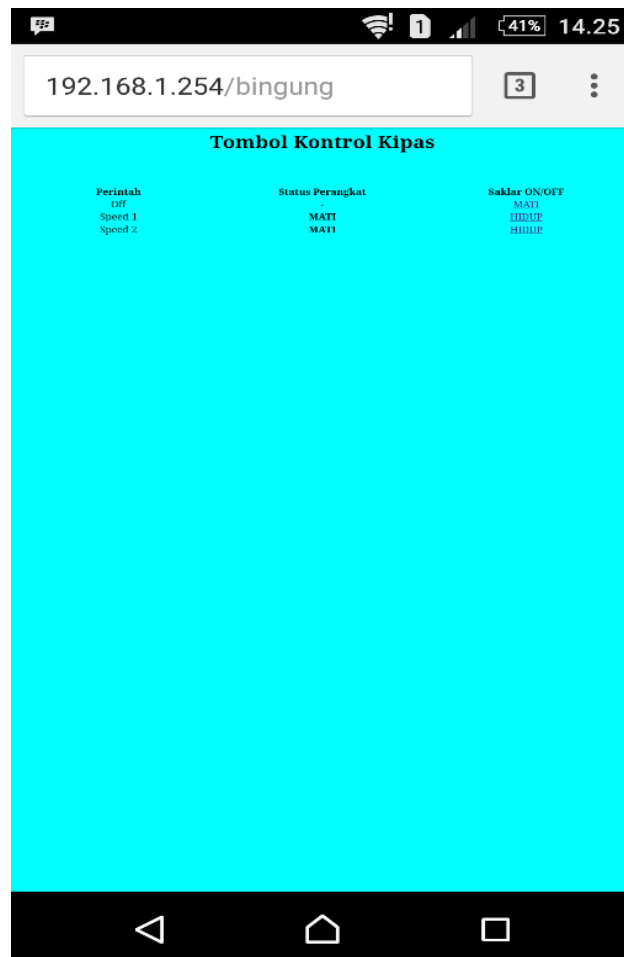 1 41% 14.25
192.168.1.254/bingung 3
Tombol Kontrol Kipas
Perintah Status Perangkat Saklar ON/OFF
Off - MATI
Speed 1 MATI HIDUP
Speed 2 MATI HIDUP